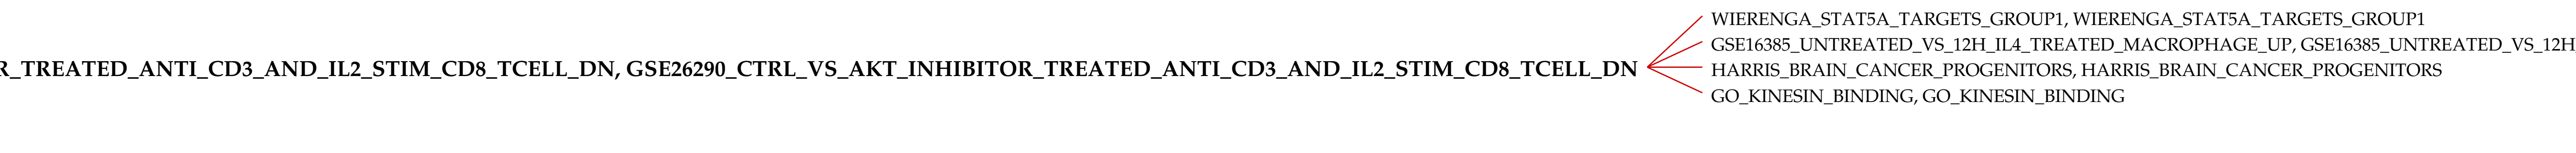 WIERENGA_STAT5A_TARGETS_GROUP1, WIERENGA_STAT5A_TARGETS_GROUP1
GSE16385_UNTREATED_VS_12H_IL4_TREATED_MACROPHAGE_UP, GSE16385_UNTREATED_VS_12H
R_TREATED_ANTI_CD3_AND_IL2_STIM_CD8_TCELL_DN, GSE26290_CTRL_VS_AKT_INHIBITOR_TREATED_ANTI_CD3_AND_IL2_STIM_CD8_TCELL_DN
HARRIS_BRAIN_CANCER_PROGENITORS, HARRIS_BRAIN_CANCER_PROGENITORS
GO_KINESIN_BINDING, GO_KINESIN_BINDING